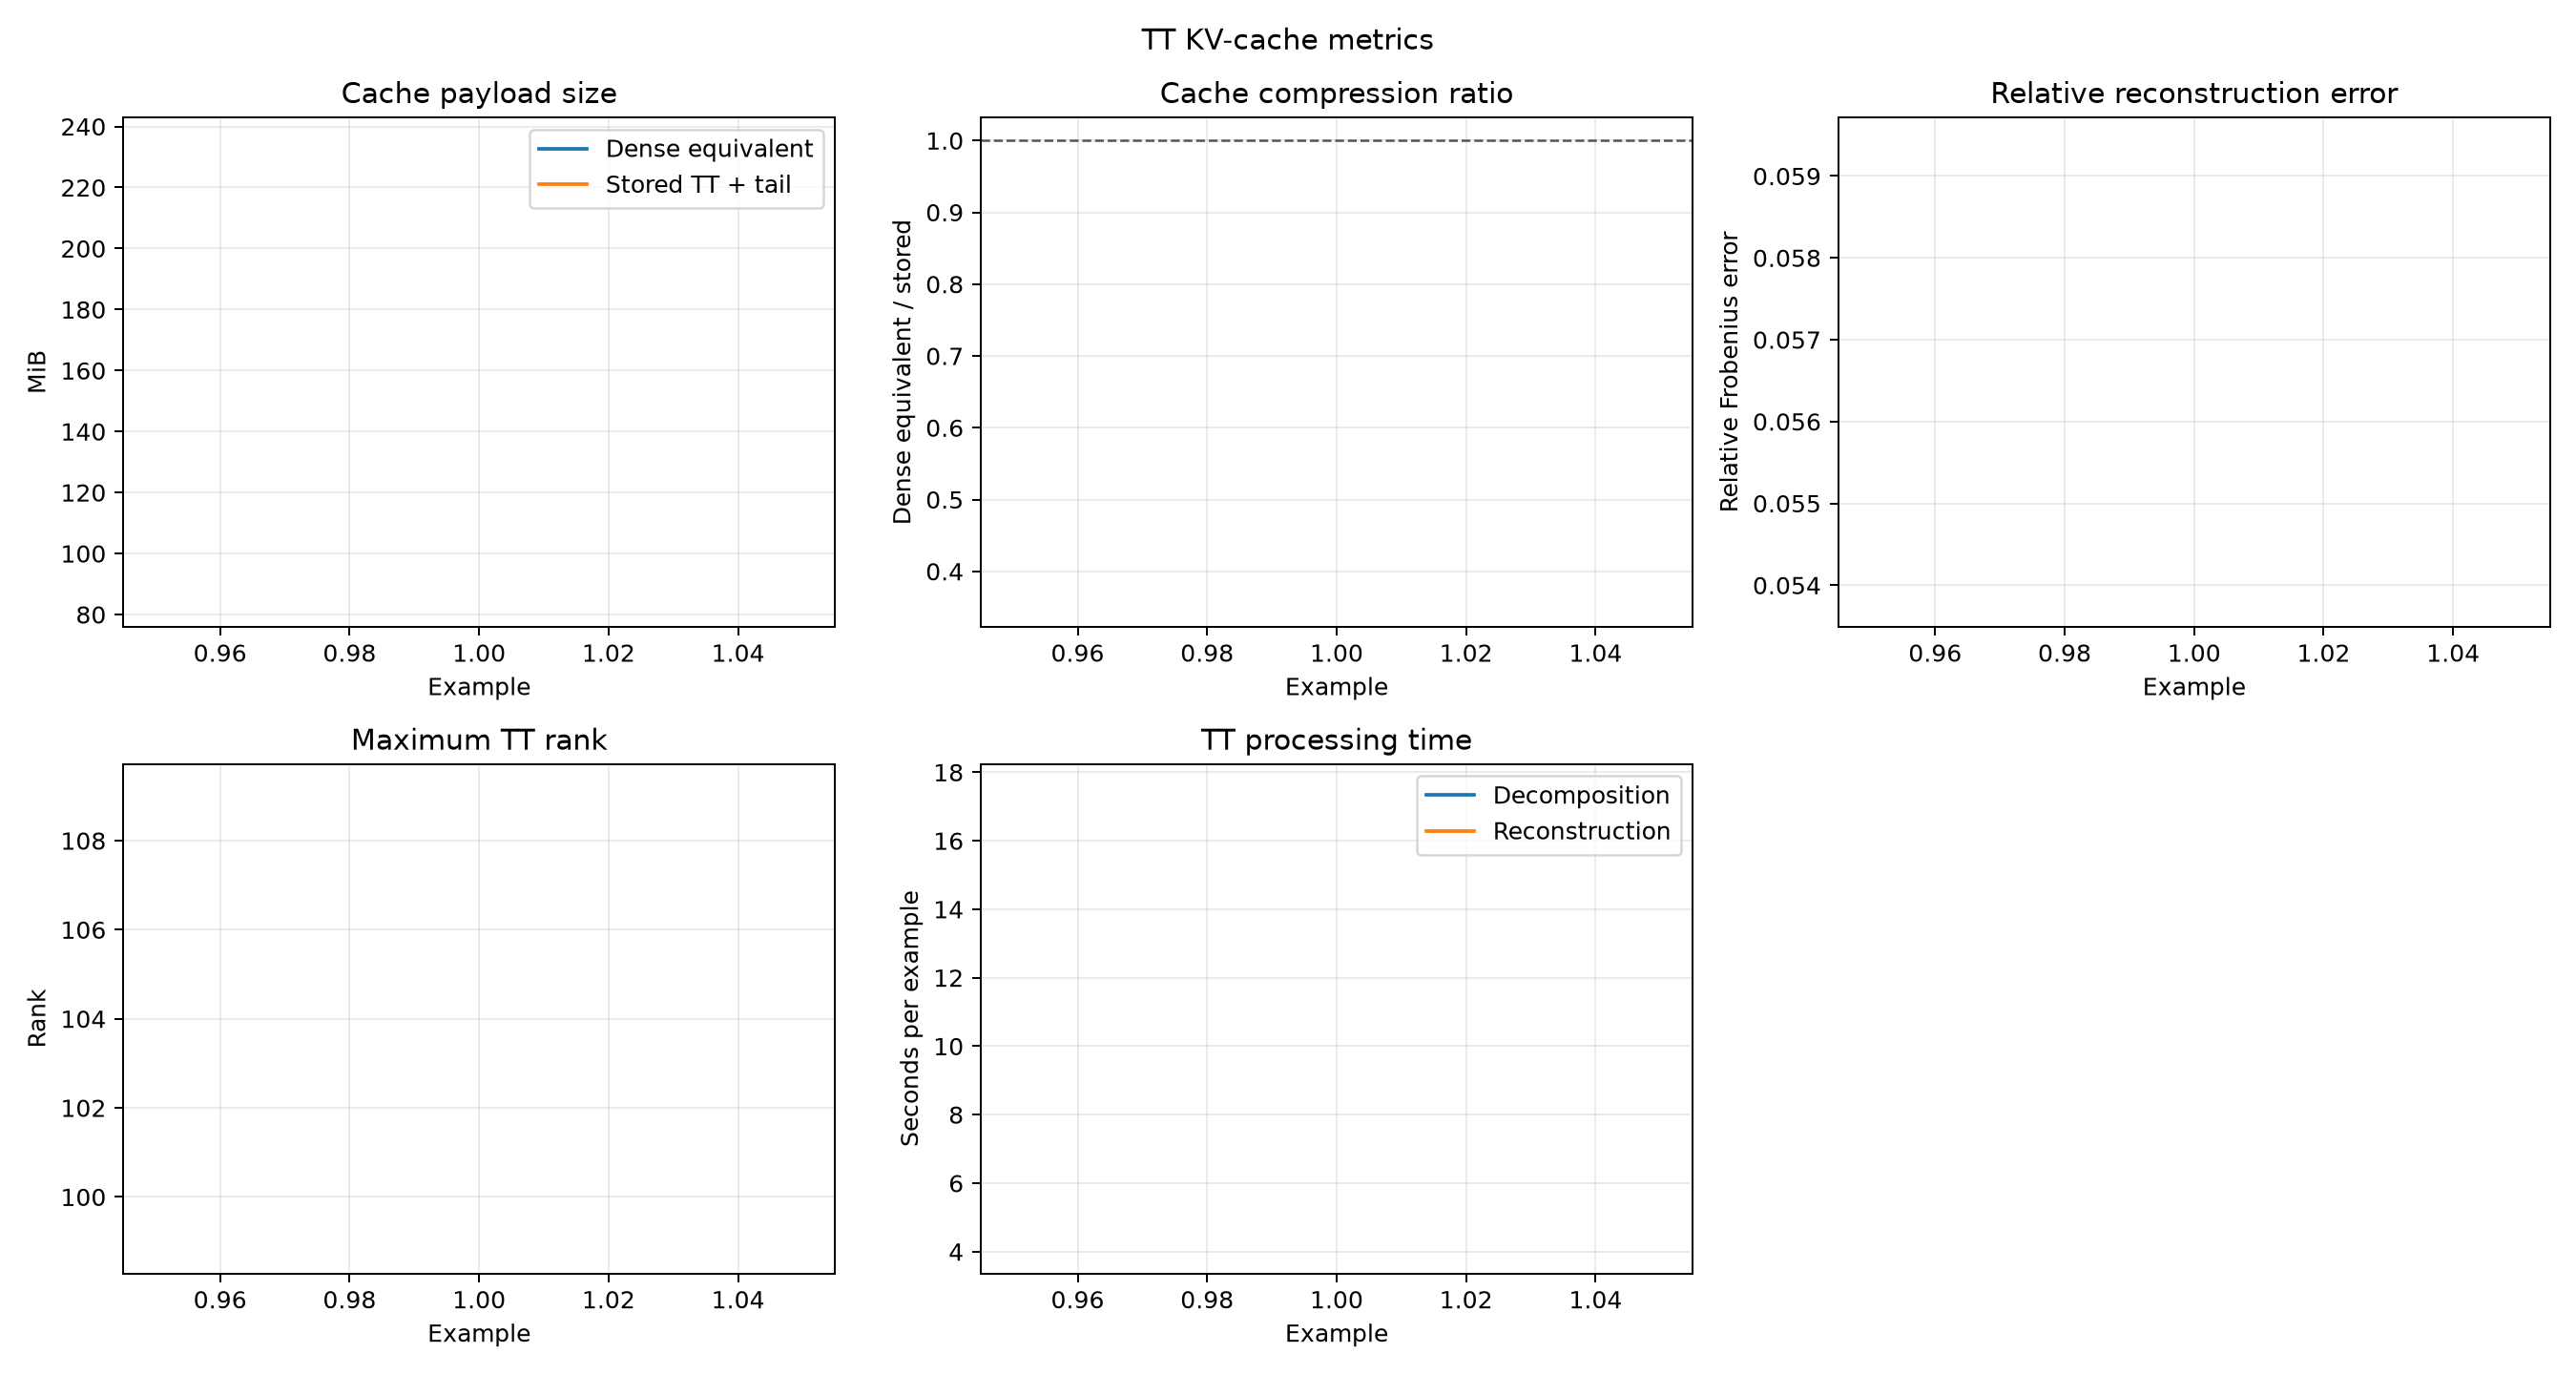 TT KV-cache metrics
Cache payload size
240
220
200
180
160
140
120
100
80
MiB
Dense equivalent
Stored TT + tail
0.96 0.98 1.00 1.02 1.04
Example
Cache compression ratio
1.0
0.9
0.8
0.7
0.6
0.5
0.4
Dense equivalent / stored
0.96 0.98 1.00 1.02 1.04
Example
Relative reconstruction error
0.059
0.058
0.057
0.056
0.055
0.054
Relative Frobenius error
0.96 0.98 1.00 1.02 1.04
Example
Maximum TT rank
108
106
104
102
100
Rank
0.96 0.98 1.00 1.02 1.04
Example
TT processing time
18
16
14
12
10
8
6
4
Seconds per example
Decomposition
Reconstruction
0.96 0.98 1.00 1.02 1.04
Example